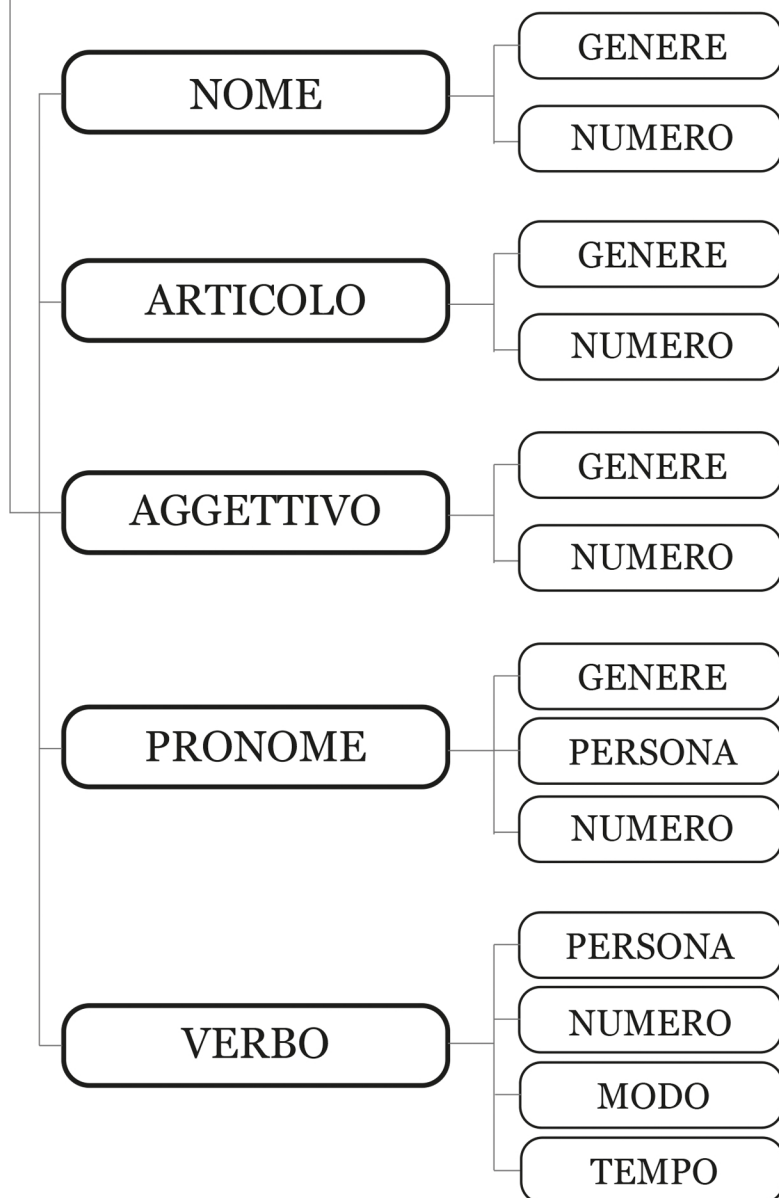 NOME
GENERE
NUMERO
ARTICOLO
GENERE
NUMERO
AGGETTIVO
GENERE
NUMERO
PRONOME
GENERE
PERSONA
NUMERO
VERBO
PERSONA
NUMERO
MODO
TEMPO